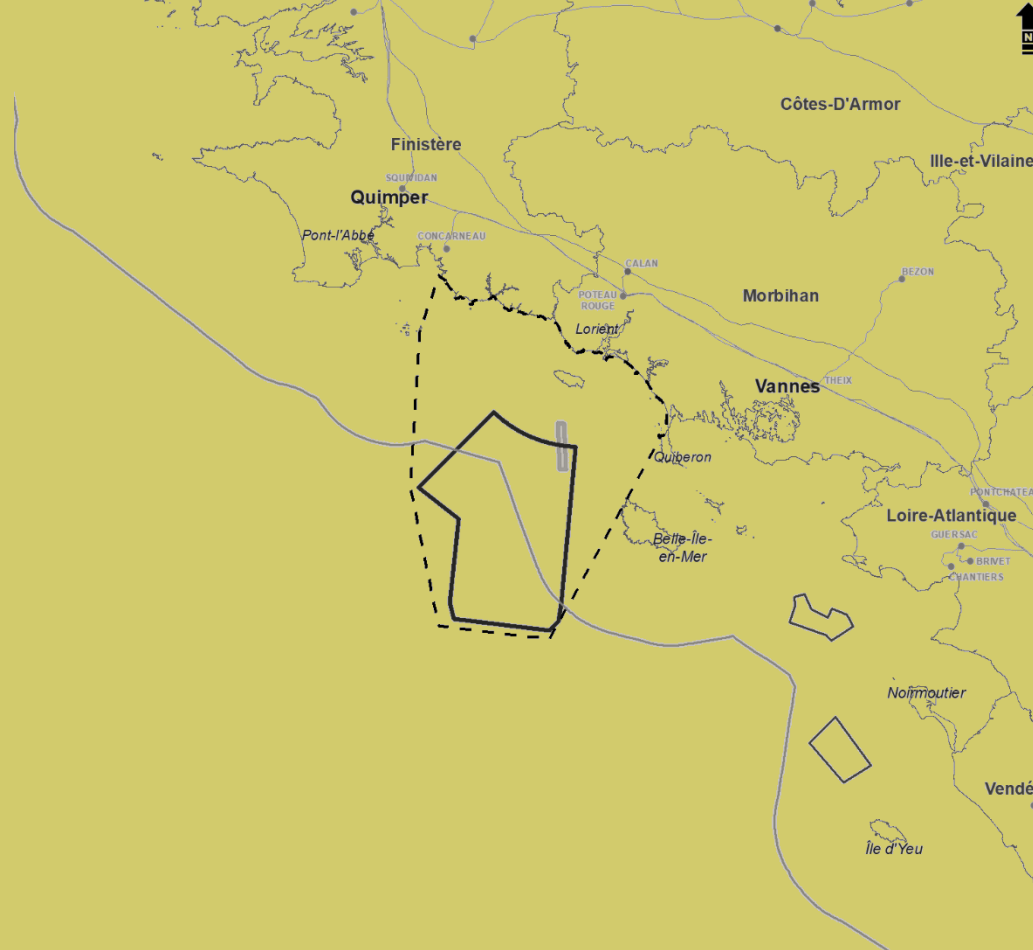 N
Côtes-D'Armor
Finistère
Ille-et-Vilaine
SQUIVIDAN
Quimper
Pont-l'Abbé
CONCARNEAU
CALAN
BEZON
POTEAU
ROUGE
Morbihan
Lorient
Vannes
THEIX
Quiberon
PONTCHATEA
Loire-Atlantique
GUERSAC
Belle-Île-
en-Mer
BRIVET
CHANTIERS
Noirmoutier
Vendé
Île d'Yeu